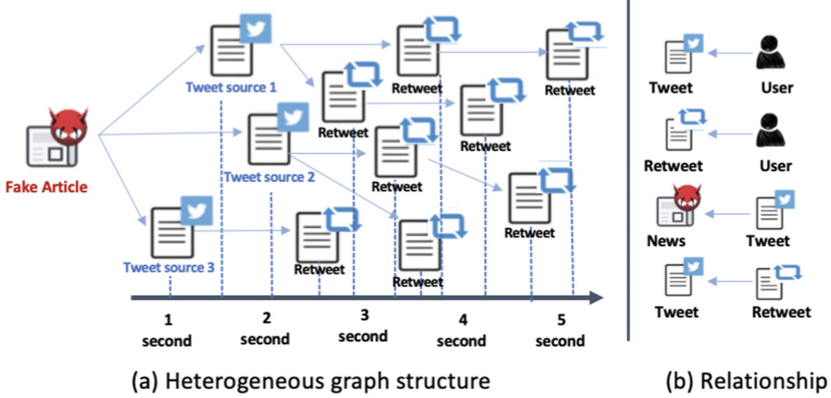 Tweet source 1
Retweet
Retweet
Retweet
Retweet
Fake Article
Tweet source 2
Retweet
Retweet
Tweet source 3
Retweet
Retweet
1
second
2
second
3
second
4
second
5
second
(a) Heterogeneous graph structure
Tweet
User
Retweet
User
News
Tweet
Tweet
Retweet
(b) Relationship